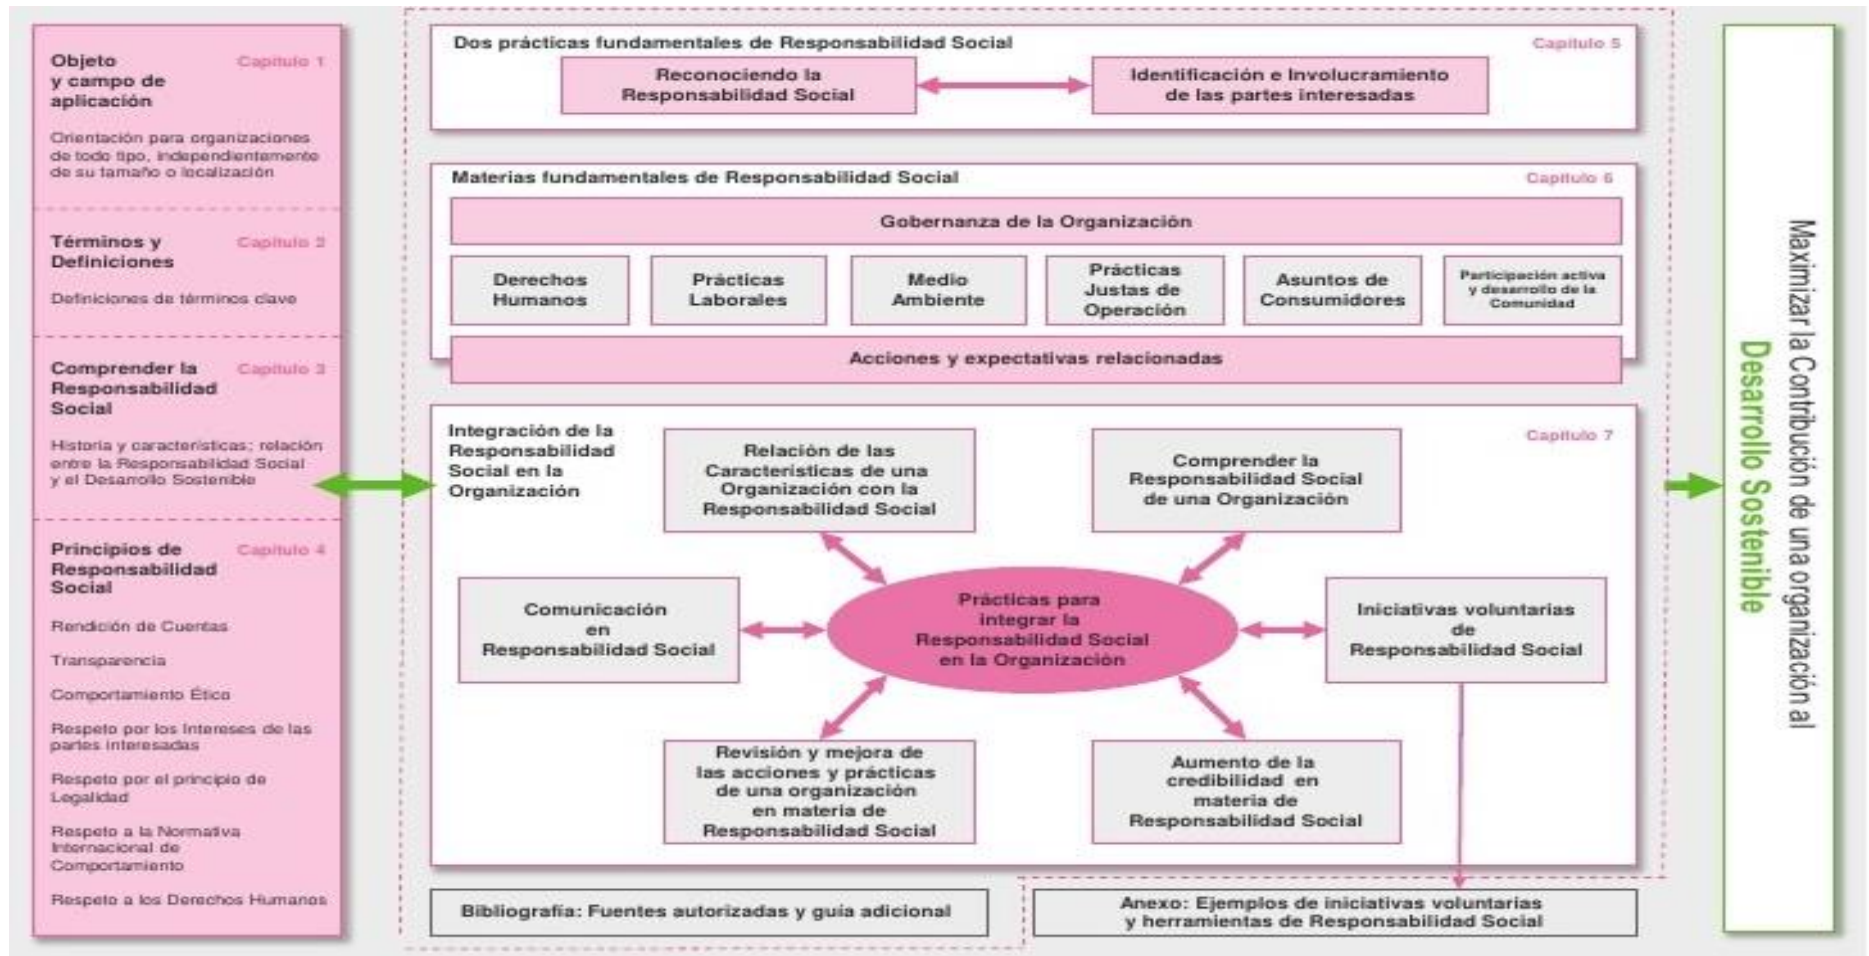 Objeto
y campo de
aplicación
Capítulo 1
Orientación para organizaciones
de todo tipo, independientemente
de su tamaño o localización
Términos y
Definiciones
Capítulo 2
Definiciones de términos clave
Comprender la
Responsabilidad
Social
Capítulo 3
Historia y características; relación
entre la Responsabilidad Social
y el Desarrollo Sostenible
Principios de
Responsabilidad
Social
Capítulo 4
Rendición de Cuentas
Transparencia
Comportamiento Ético
Respeto por los Intereses de las
partes interesadas
Respeto por el principio de
Legalidad
Respeto a la Normativa
Internacional de
Comportamiento
Respeto a los Derechos Humanos
Dos prácticas fundamentales de Responsabilidad Social
Capítulo 5
Reconociendo la
Responsabilidad Social
Identificación e Involucramiento
de las partes interesadas
Materias fundamentales de Responsabilidad Social
Capítulo 6
Gobernanza de la Organización
Derechos
Humanos
Prácticas
Laborales
Medio
Ambiente
Prácticas
Justas de
Operación
Asuntos de
Consumidores
Participación activa
y desarrollo de la
Comunidad
Acciones y expectativas relacionadas
Integración de la
Responsabilidad
Social en la
Organización
Capítulo 7
Relación de las
Características de una
Organización con la
Responsabilidad Social
Comprender la
Responsabilidad Social
de una Organización
Comunicación
en
Responsabilidad Social
Prácticas para
integrar la
Responsabilidad Social
en la Organización
Iniciativas voluntarias
de
Responsabilidad Social
Revisión y mejora de
las acciones y prácticas
de una organización
en materia de
Responsabilidad Social
Aumento de la
credibilidad en
materia de
Responsabilidad Social
Bibliografía: Fuentes autorizadas y guía adicional
Anexo: Ejemplos de iniciativas voluntarias
y herramientas de Responsabilidad Social
Maximizar la Contribución de una organización al
Desarrollo Sostenible